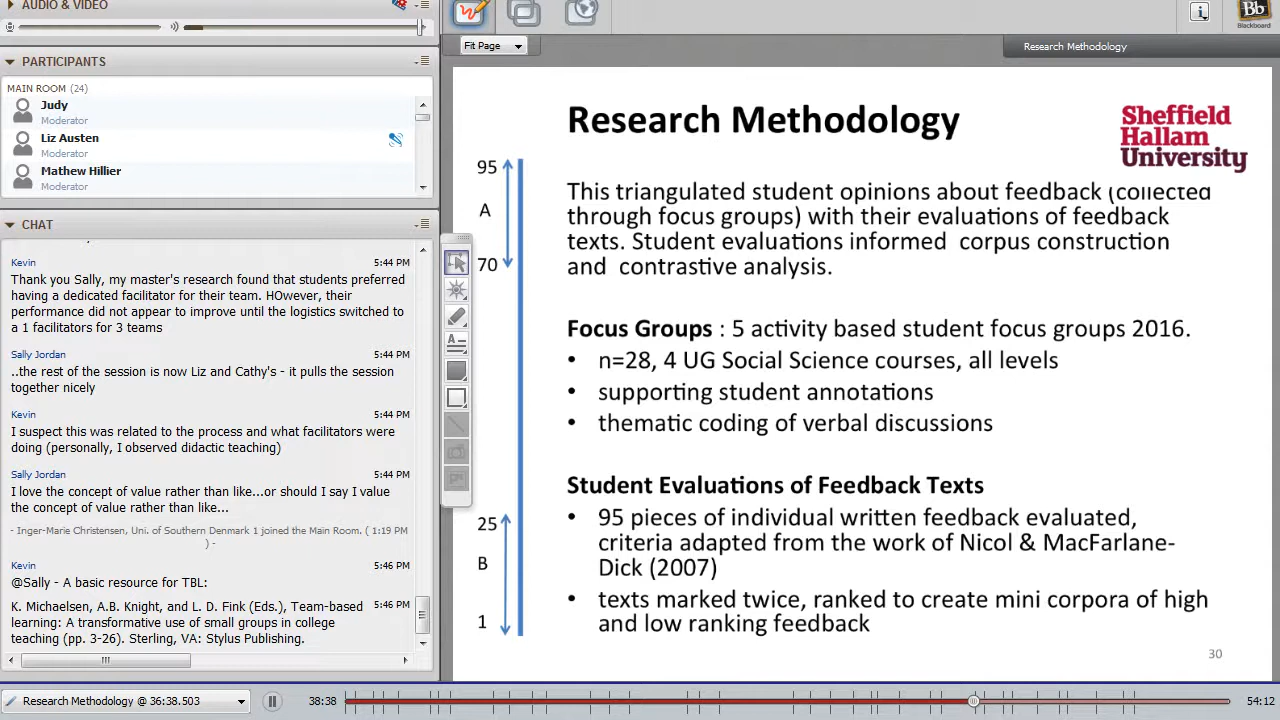 AUDIO & VIDEO
PARTICIPANTS
MAIN ROOM (24)
Judy
Moderator
Liz Austen
Moderator
Mathew Hillier
Moderator
CHAT
Kevin 5:44 PM
Thank you Sally, my master's research found that students preferred
having a dedicated facilitator for their team. HOwever, their
performance did not appear to improve until the logistics switched to
a 1 facilitators for 3 teams
Sally Jordan 5:44 PM
..the rest of the session is now Liz and Cathy's - it pulls the session
together nicely
Kevin 5:44 PM
I suspect this was related to the process and what facilitators were
doing (personally, I observed didactic teaching)
Sally Jordan 5:44 PM
I love the concept of value rather than like...or should I say I value
the concept of value rather than like...
- Inger-Marie Christensen, Uni. of Southern Denmark 1 joined the Main Room. ( 1:19 PM
) -
Kevin 5:46 PM
@Sally - A basic resource for TBL:
K. Michaelsen, A.B. Knight, and L. D. Fink (Eds.), Team-based 5:46 PM
learning: A transformative use of small groups in college
teaching (pp. 3-26). Sterling, VA: Stylus Publishing.
Research Methodology @ 36:38.503
38:38
54:12
Fit Page
i
Bb
Blackboard
Research Methodology
Research Methodology
Sheffield
Hallam
University
95
A
70
25
B
1
This triangulated student opinions about feedback (collected
through focus groups) with their evaluations of feedback
texts. Student evaluations informed corpus construction
and contrastive analysis.
Focus Groups : 5 activity based student focus groups 2016.
• n=28, 4 UG Social Science courses, all levels
• supporting student annotations
• thematic coding of verbal discussions
Student Evaluations of Feedback Texts
• 95 pieces of individual written feedback evaluated,
criteria adapted from the work of Nicol & MacFarlane-
Dick (2007)
• texts marked twice, ranked to create mini corpora of high
and low ranking feedback
30